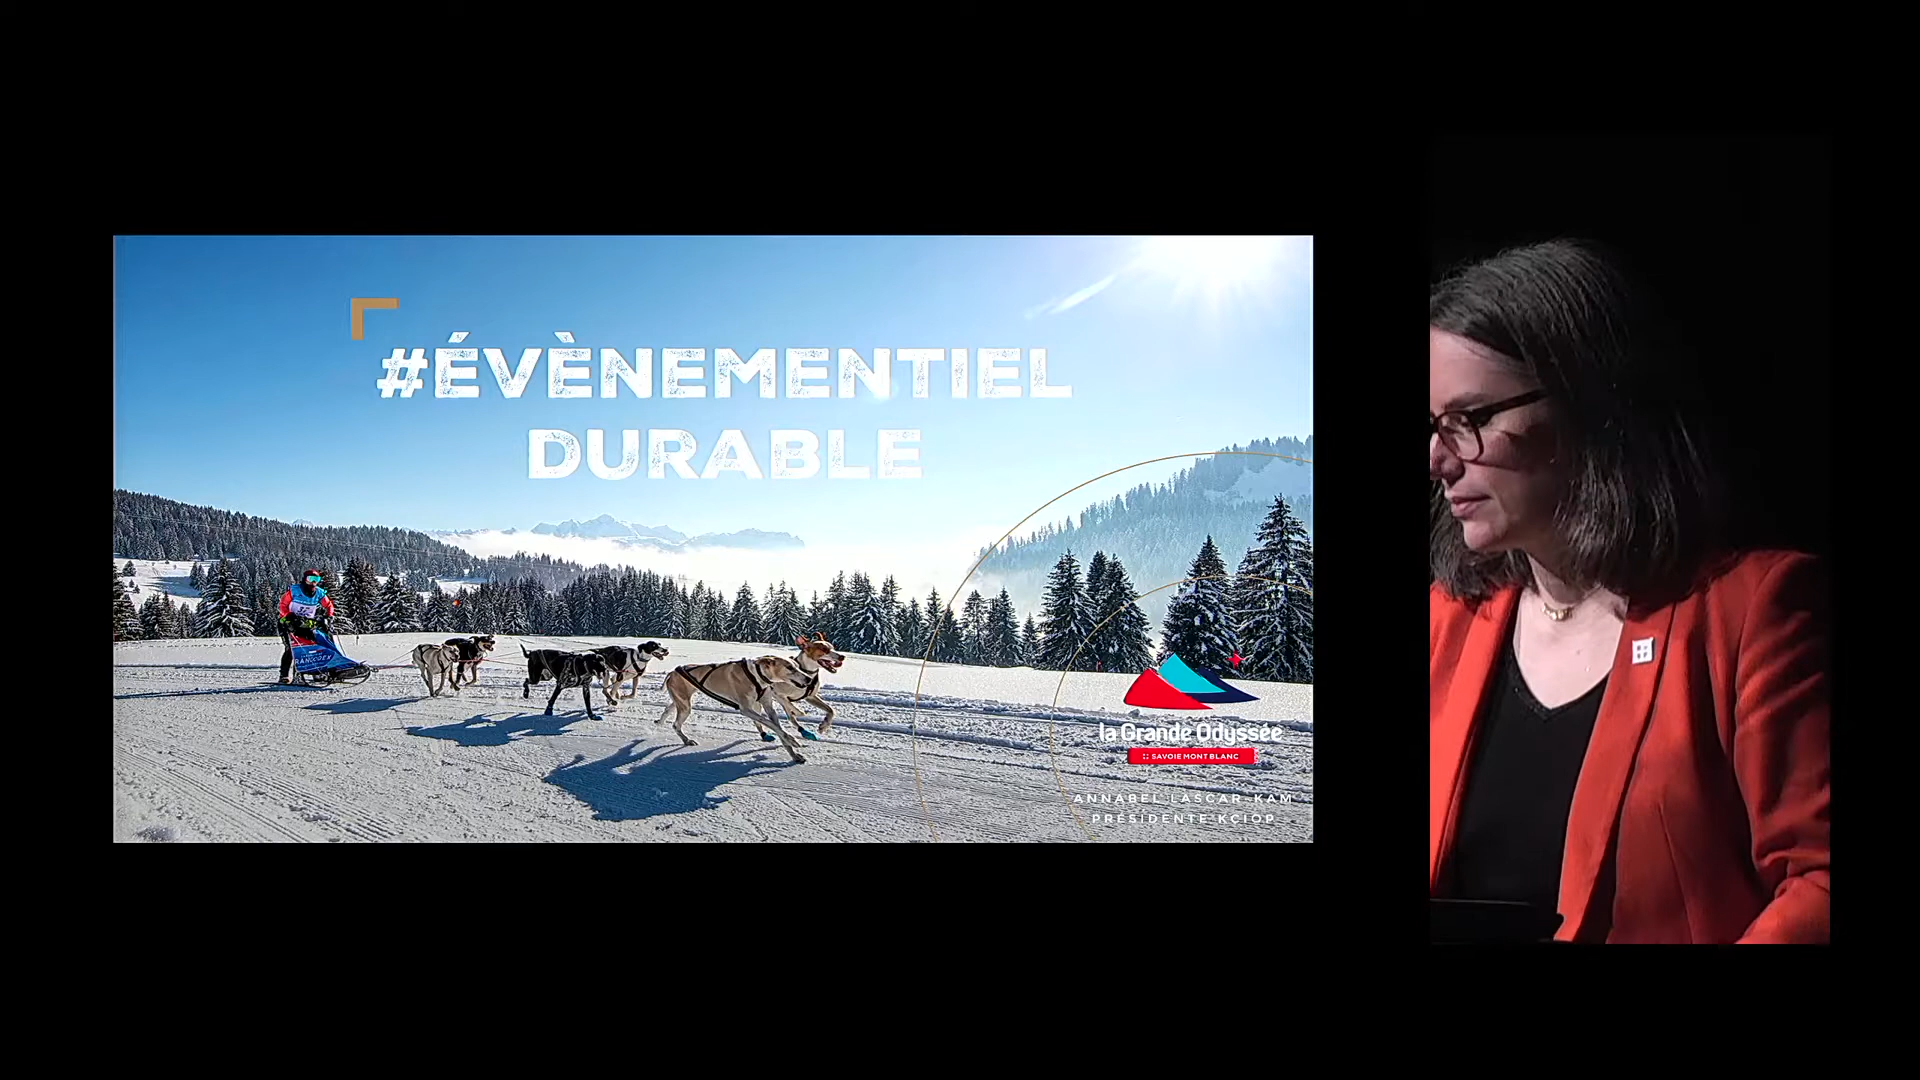 #ÉVÈNEMENTIEL
DURABLE
la Grande Odyssée
SAVOIE MONT BLANC
ANNABEL LASCAR-KAM
PRÉSIDENTE KCIOP